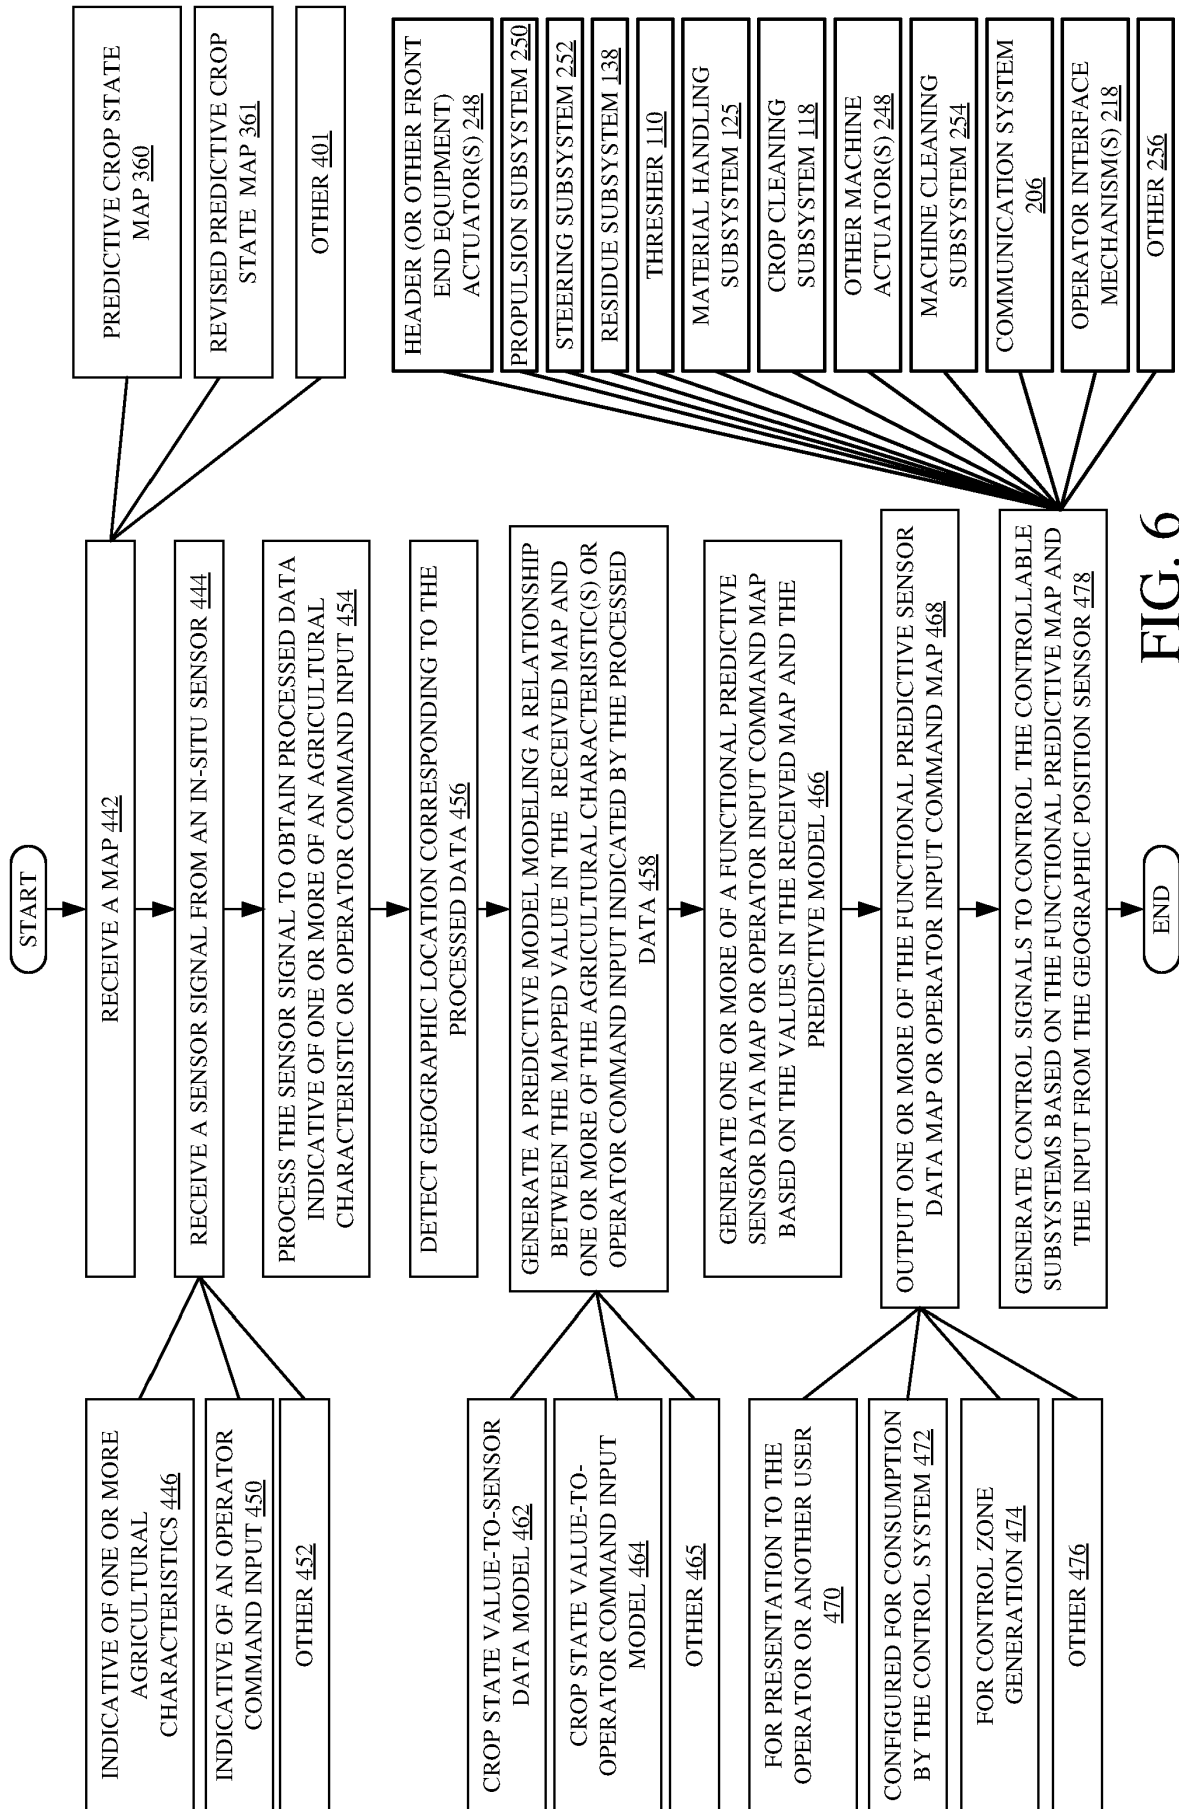 START
RECEIVE A MAP 442
PREDICTIVE CROP STATE
MAP 360
REVISED PREDICTIVE CROP
STATE MAP 361
OTHER 401
RECEIVE A SENSOR SIGNAL FROM AN IN-SITU SENSOR 444
INDICATIVE OF ONE OR MORE
AGRICULTURAL
CHARACTERISTICS 446
INDICATIVE OF AN OPERATOR
COMMAND INPUT 450
OTHER 452
PROCESS THE SENSOR SIGNAL TO OBTAIN PROCESSED DATA
INDICATIVE OF ONE OR MORE OF AN AGRICULTURAL
CHARACTERISTIC OR OPERATOR COMMAND INPUT 454
DETECT GEOGRAPHIC LOCATION CORRESPONDING TO THE
PROCESSED DATA 456
GENERATE A PREDICTIVE MODEL MODELING A RELATIONSHIP
BETWEEN THE MAPPED VALUE IN THE RECEIVED MAP AND
ONE OR MORE OF THE AGRICULTURAL CHARACTERISTIC(S) OR
OPERATOR COMMAND INPUT INDICATED BY THE PROCESSED
DATA 458
CROP STATE VALUE-TO-SENSOR
DATA MODEL 462
CROP STATE VALUE-TO-
OPERATOR COMMAND INPUT
MODEL 464
OTHER 465
GENERATE ONE OR MORE OF A FUNCTIONAL PREDICTIVE
SENSOR DATA MAP OR OPERATOR INPUT COMMAND MAP
BASED ON THE VALUES IN THE RECEIVED MAP AND THE
PREDICTIVE MODEL 466
OUTPUT ONE OR MORE OF THE FUNCTIONAL PREDICTIVE SENSOR
DATA MAP OR OPERATOR INPUT COMMAND MAP 468
FOR PRESENTATION TO THE
OPERATOR OR ANOTHER USER
470
CONFIGURED FOR CONSUMPTION
BY THE CONTROL SYSTEM 472
FOR CONTROL ZONE
GENERATION 474
OTHER 476
GENERATE CONTROL SIGNALS TO CONTROL THE CONTROLLABLE
SUBSYSTEMS BASED ON THE FUNCTIONAL PREDICTIVE MAP AND
THE INPUT FROM THE GEOGRAPHIC POSITION SENSOR 478
HEADER (OR OTHER FRONT
END EQUIPMENT)
ACTUATOR(S) 248
PROPULSION SUBSYSTEM 250
STEERING SUBSYSTEM 252
RESIDUE SUBSYSTEM 138
THRESHER 110
MATERIAL HANDLING
SUBSYSTEM 125
CROP CLEANING
SUBSYSTEM 118
OTHER MACHINE
ACTUATOR(S) 248
MACHINE CLEANING
SUBSYSTEM 254
COMMUNICATION SYSTEM
206
OPERATOR INTERFACE
MECHANISM(S) 218
OTHER 256
END
FIG. 6